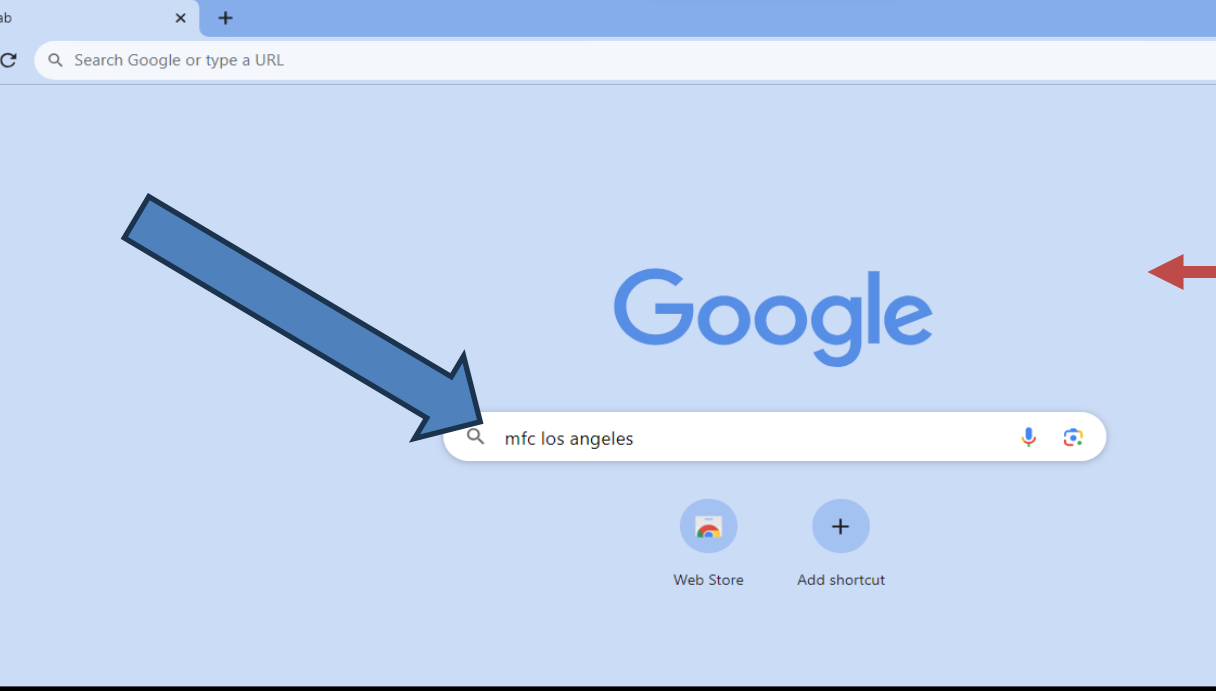 ab
Search Google or type a URL
Google
mfc los angeles
Web Store
Add shortcut